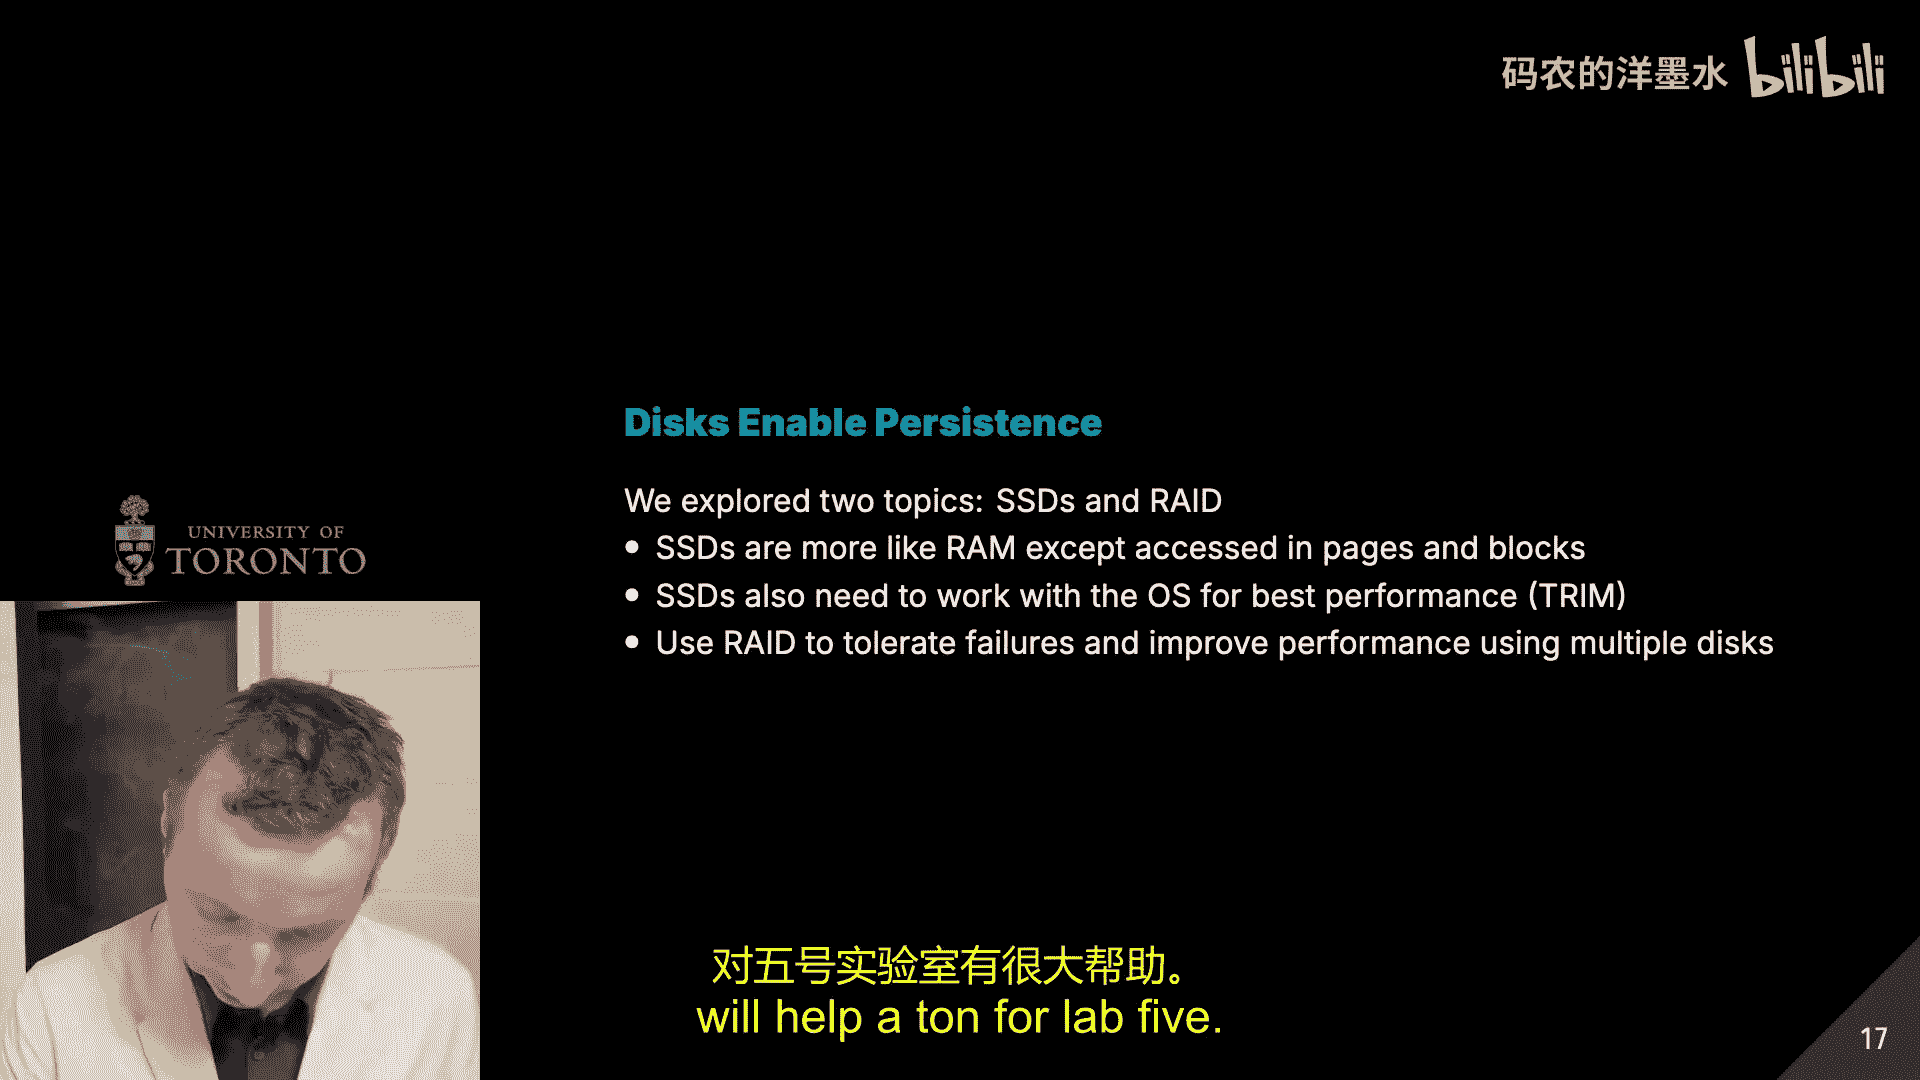 码农的洋墨水 bilibili
Disks Enable Persistence
We explored two topics: SSDs and RAID
• SSDs are more like RAM except accessed in pages and blocks
• SSDs also need to work with the OS for best performance (TRIM)
• Use RAID to tolerate failures and improve performance using multiple disks
UNIVERSITY OF
TORONTO
对五号实验室有很大帮助。
will help a ton for lab five.
17